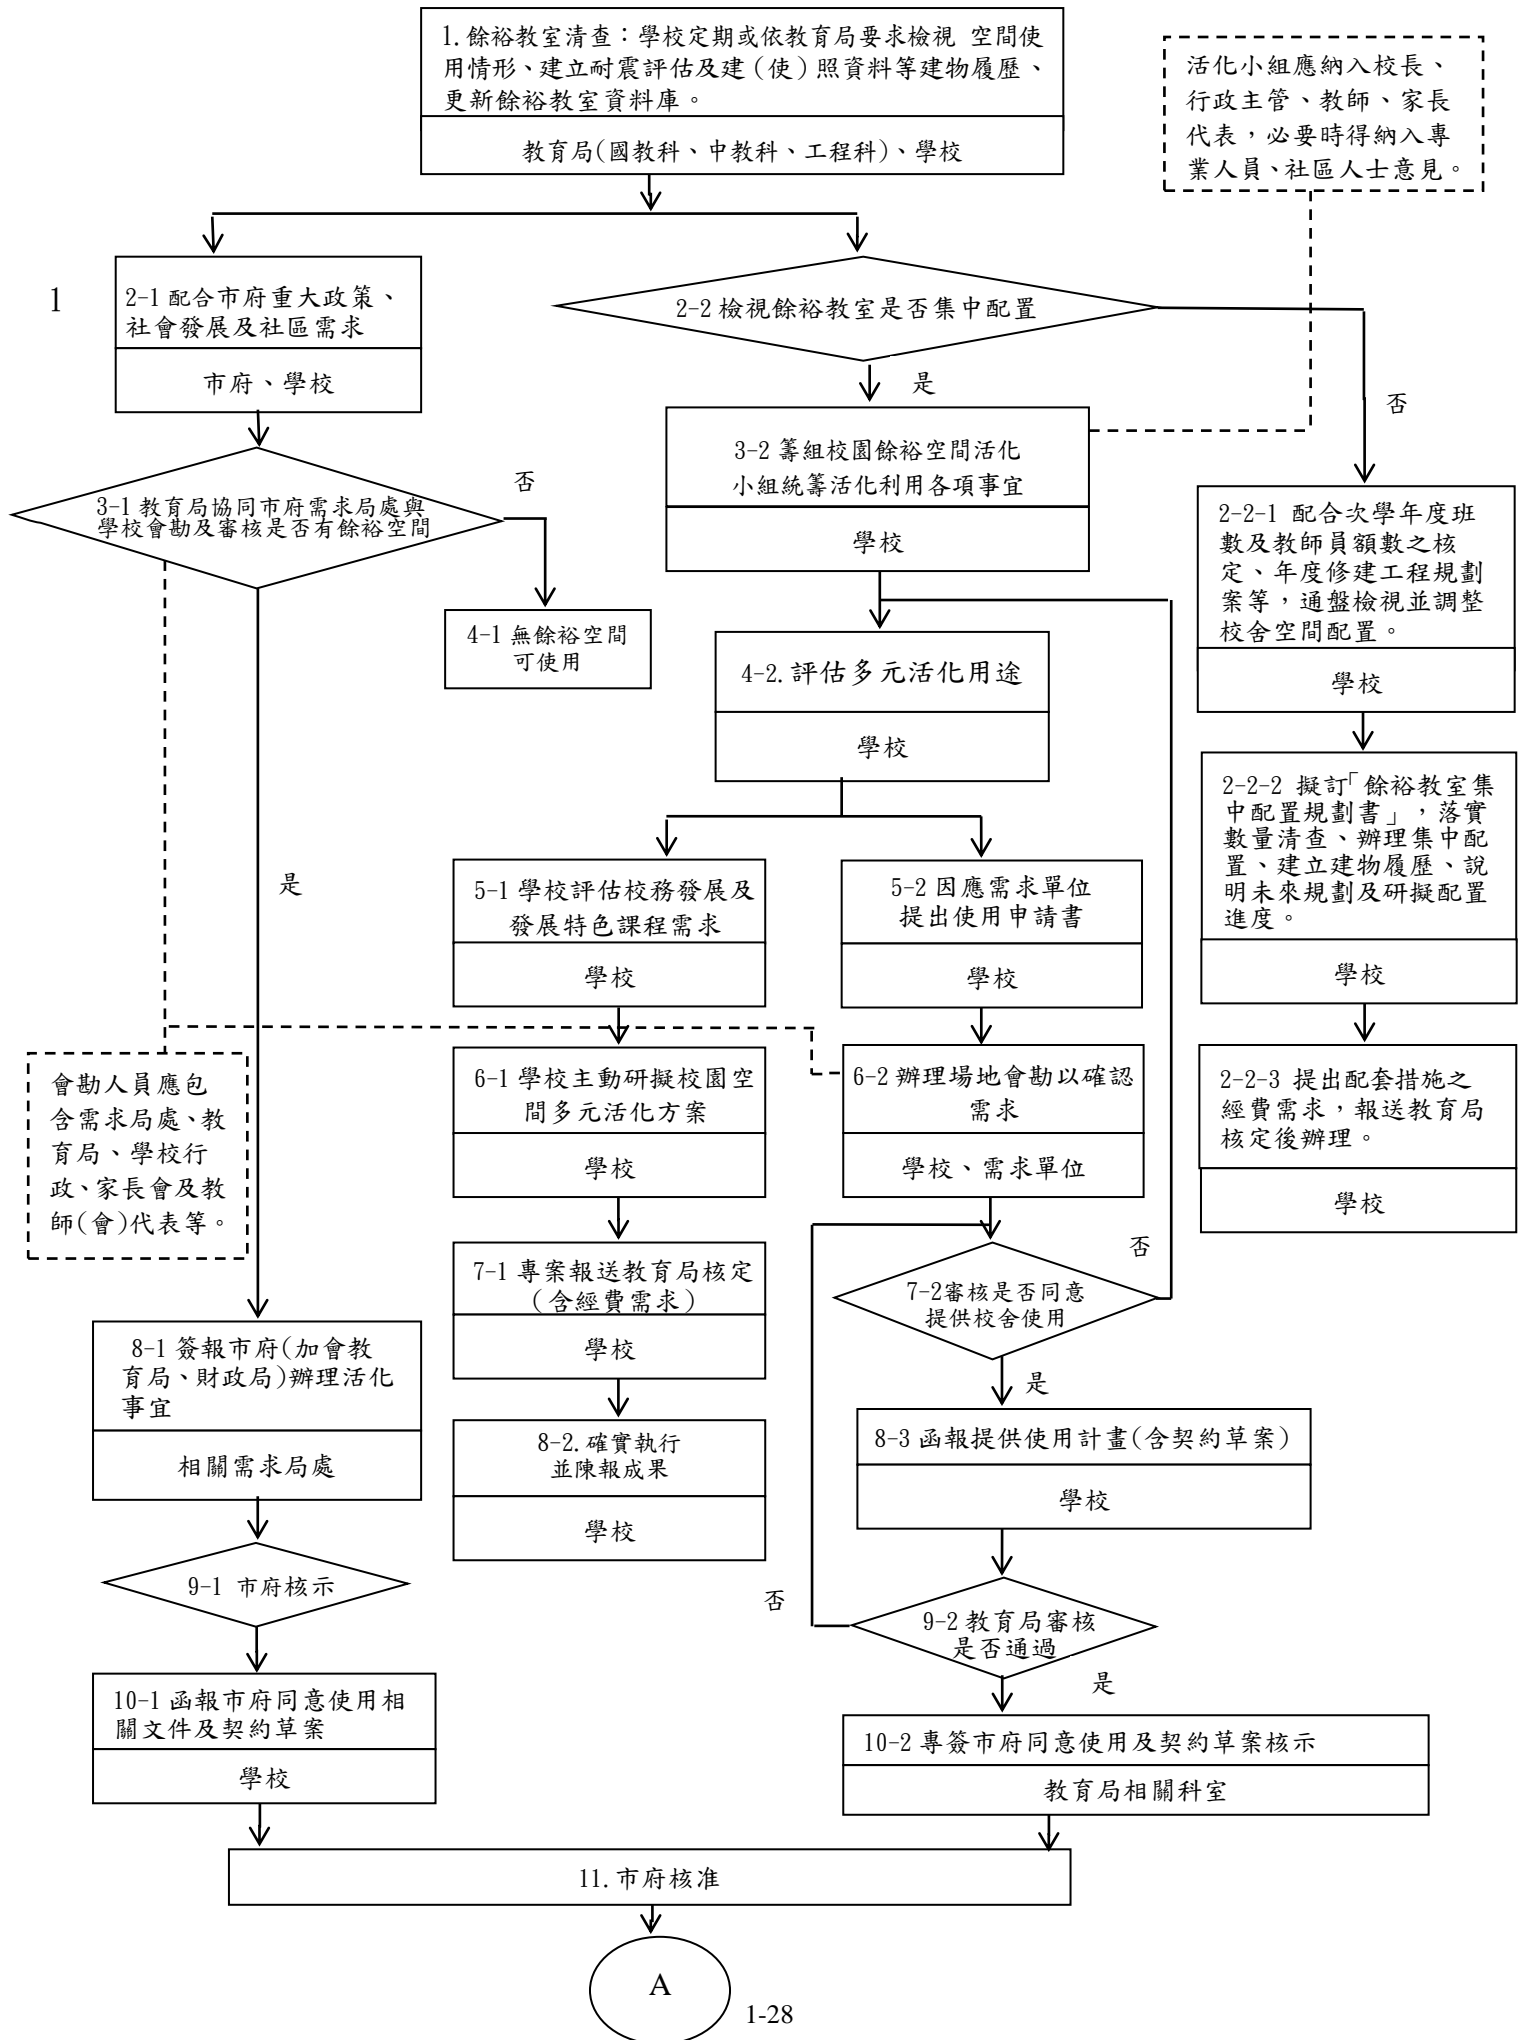 1.餘裕教室清查：學校定期或依教育局要求檢視 空間使
用情形、建立耐震評估及建（使）照資料等建物履歷、
更新餘裕教室資料庫。
教育局(國教科、中教科、工程科)、學校
活化小組應納入校長、
行政主管、教師、家長
代表，必要時得納入專
業人員、社區人士意見。
1
2-1 配合市府重大政策、
社會發展及社區需求
市府、學校
2-2 檢視餘裕教室是否集中配置
是
否
3-1 教育局協同市府需求局處與
學校會勘及審核是否有餘裕空間
否
是
4-1 無餘裕空間
可使用
3-2 籌組校園餘裕空間活化
小組統籌活化利用各項事宜
學校
2-2-1 配合次學年度班
數及教師員額數之核
定、年度修建工程規劃
案等，通盤檢視並調整
校舍空間配置。
學校
4-2.評估多元活化用途
學校
2-2-2 擬訂「餘裕教室集
中配置規劃書」，落實
數量清查、辦理集中配
置、建立建物履歷、說
明未來規劃及研擬配置
進度。
學校
5-1 學校評估校務發展及
發展特色課程需求
學校
5-2 因應需求單位
提出使用申請書
學校
會勘人員應包
含需求局處、教
育局、學校行
政、家長會及教
師(會)代表等。
6-1 學校主動研擬校園空
間多元活化方案
學校
6-2 辦理場地會勘以確認
需求
學校、需求單位
2-2-3 提出配套措施之
經費需求，報送教育局
核定後辦理。
學校
7-1 專案報送教育局核定
（含經費需求）
學校
7-2審核是否同意
提供校舍使用
否
是
8-1 簽報市府(加會教
育局、財政局)辦理活化
事宜
相關需求局處
8-2.確實執行
並陳報成果
學校
8-3 函報提供使用計畫(含契約草案)
學校
9-1 市府核示
9-2 教育局審核
是否通過
否
是
10-1 函報市府同意使用相
關文件及契約草案
學校
10-2 專簽市府同意使用及契約草案核示
教育局相關科室
11.市府核准
A
1-28